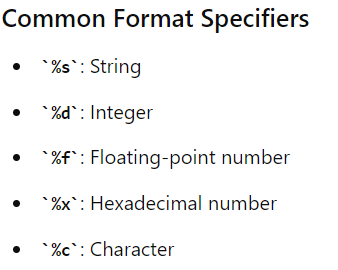 Common Format Specifiers
• `%s`: String
• `%d`: Integer
• `%f`: Floating-point number
• `%x`: Hexadecimal number
• `%c`: Character